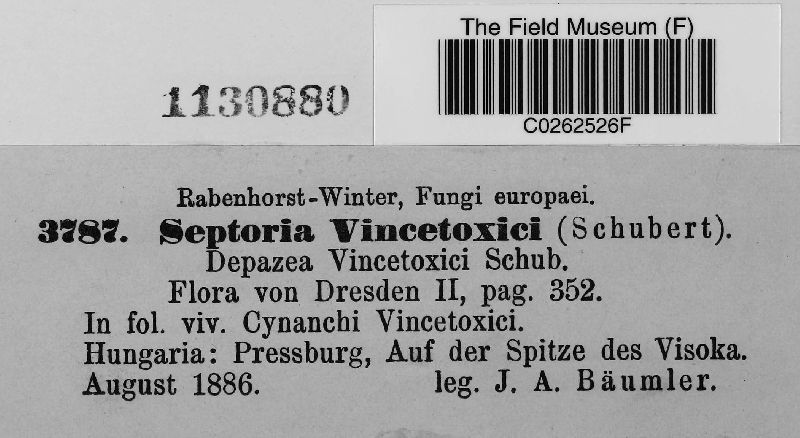 The Field Museum (F)
C0262526F
1130880
Rabenhorst-Winter, Fungi europaei.
3787. Septoria Vincetoxici (Schubert).
Depazea Vincetoxici Schub.
Flora von Dresden II, pag. 352.
In fol. viv. Cynanchi Vincetoxici.
Hungaria: Pressburg, Auf der Spitze des Visoka.
August 1886. leg. J. A. Bäumler.